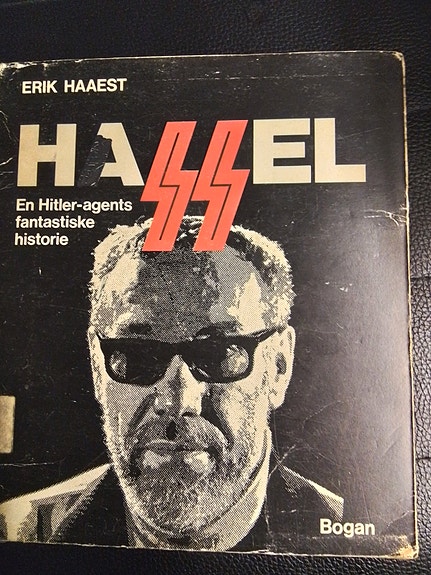 ERIK HAAEST
HASSEL
En Hitler-agents
fantastiske
historie
Bogan